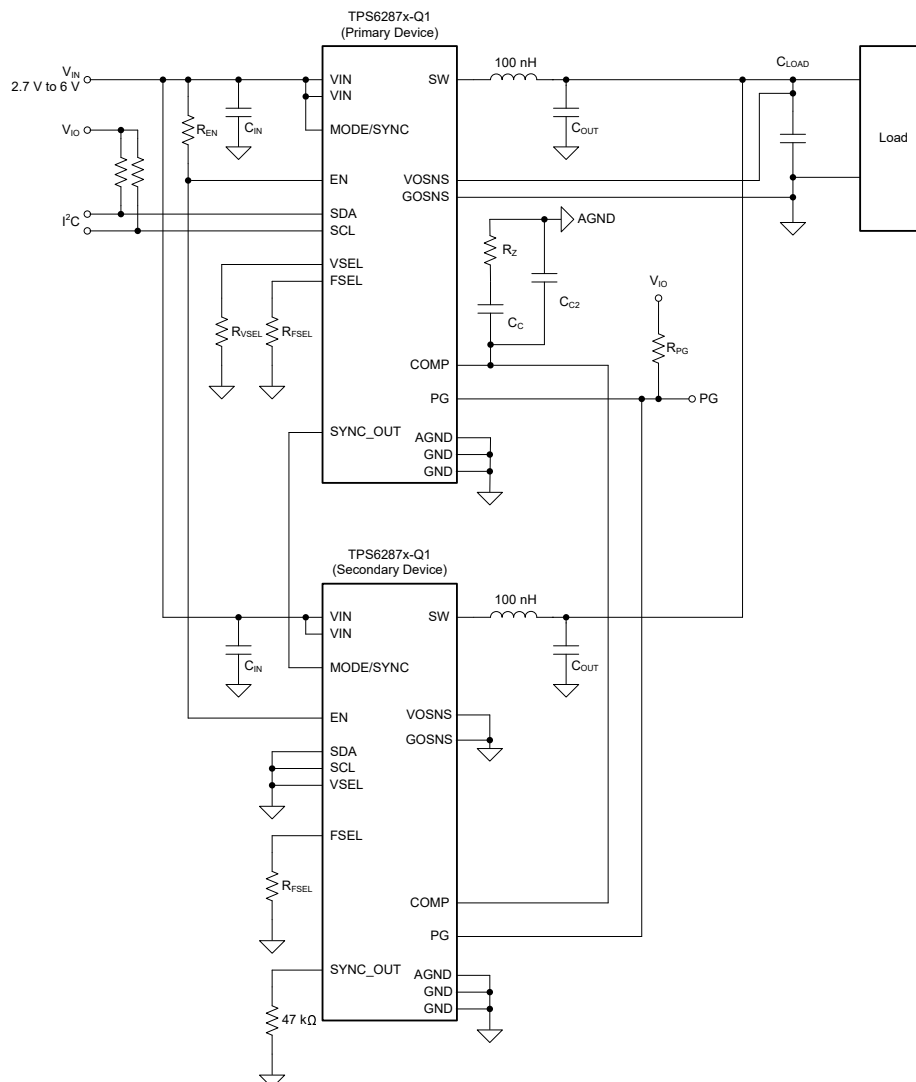 TPS6287x-Q1
(Primary Device)
V_IN
2.7 V to 6 V
V_IO
I²C
R_EN
C_IN
VIN
VIN
MODE/SYNC
EN
SDA
SCL
VSEL
FSEL
R_VSEL
R_FSEL
SYNC_OUT
SW
VOSNS
GOSNS
COMP
PG
AGND
GND
GND
100 nH
C_OUT
C_LOAD
Load
AGND
R_Z
C_C
C_C2
V_IO
R_PG
PG
TPS6287x-Q1
(Secondary Device)
C_IN
VIN
VIN
MODE/SYNC
EN
SDA
SCL
VSEL
FSEL
R_FSEL
SYNC_OUT
47 kΩ
SW
VOSNS
GOSNS
COMP
PG
AGND
GND
GND
100 nH
C_OUT